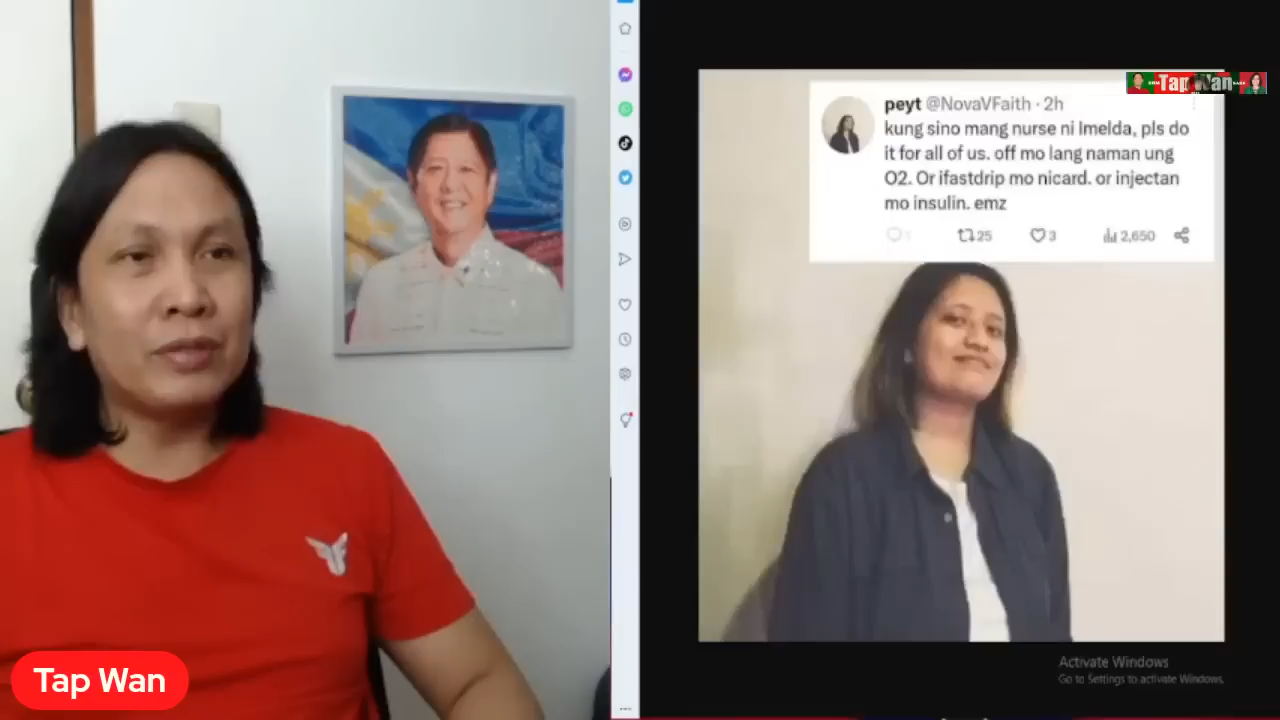 Tap Wan
peyt @NovaVFaith · 2h
kung sino mang nurse ni Imelda, pls do
it for all of us. off mo lang naman ung
O2. Or ifastdrip mo nicard. or injectan
mo insulin. emz
25
3
2,650
Activate Windows
Go to Settings to activate Windows.
Tap Wan